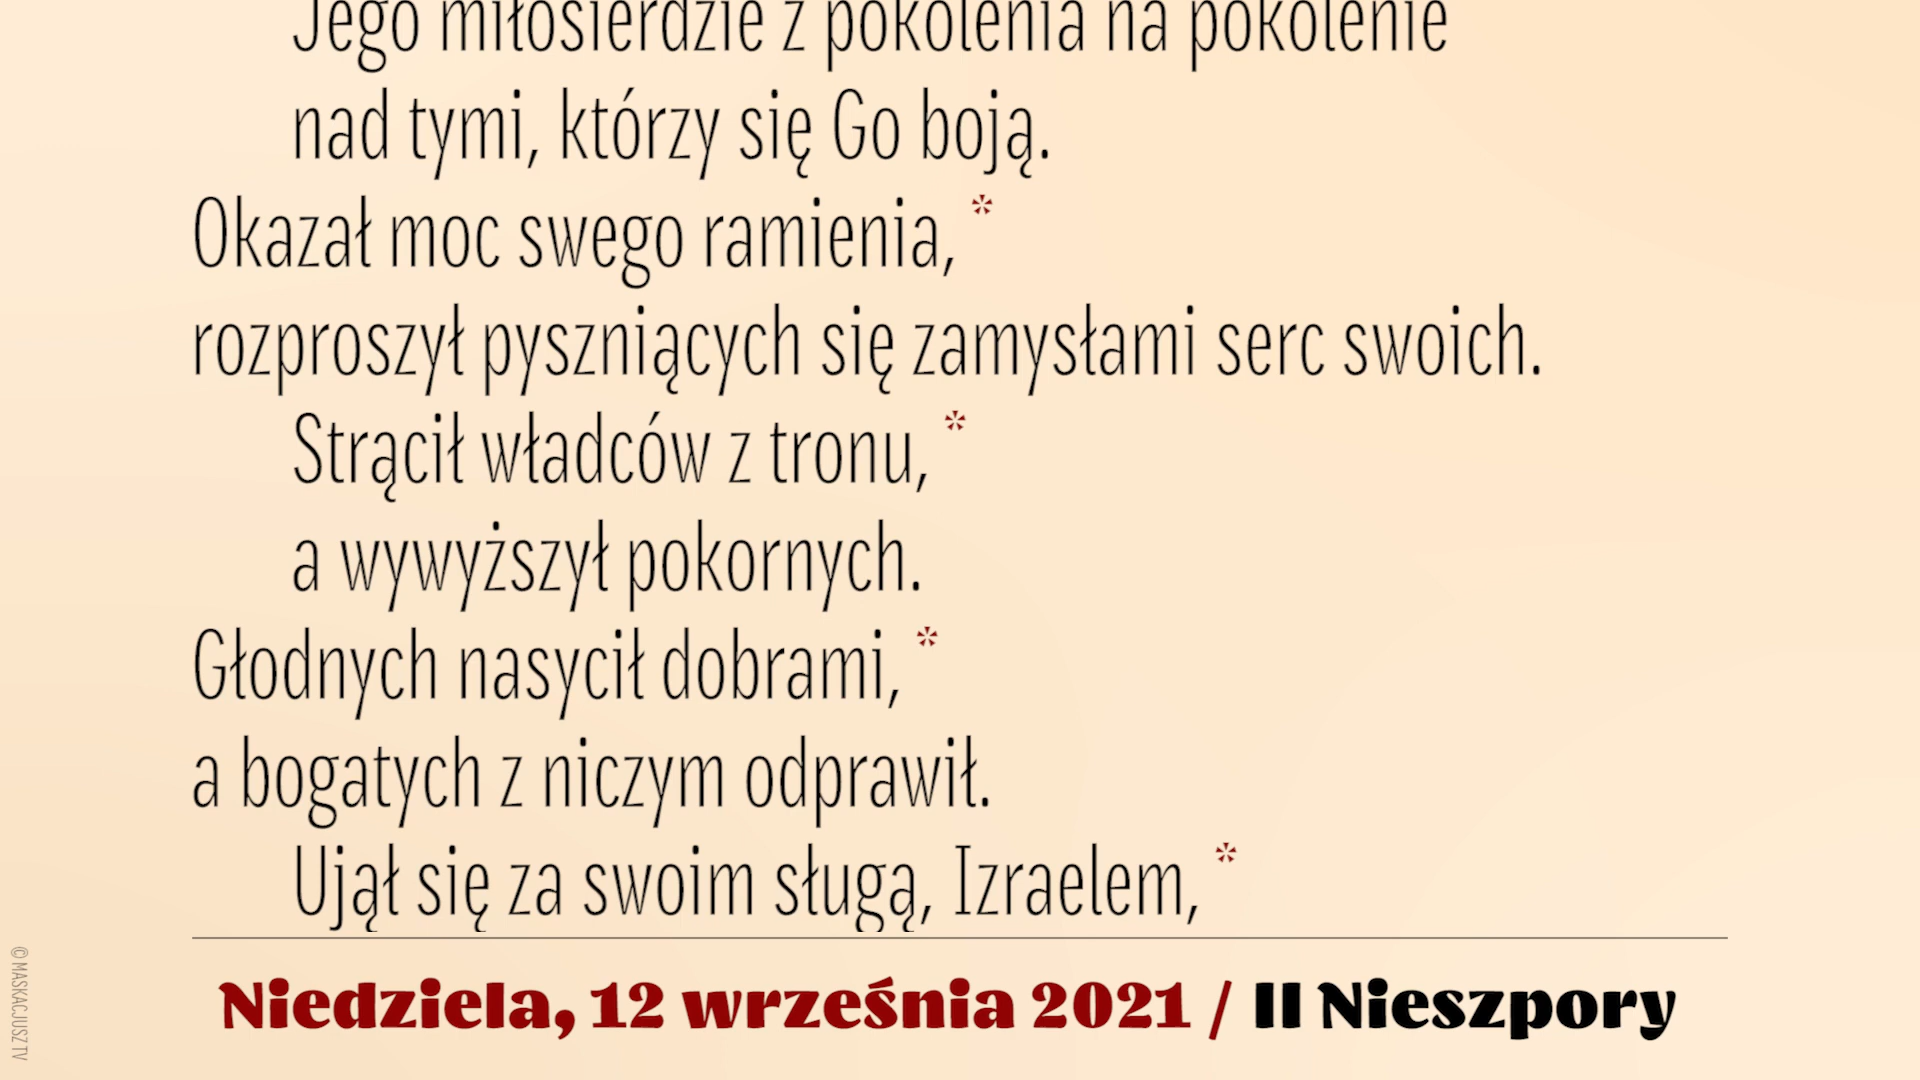 Jego miłosierdzie z pokolenia na pokolenie
nad tymi, którzy się Go boją.
Okazał moc swego ramienia, *
rozproszył pyszniących się zamysłami serc swoich.
Strącił władców z tronu, *
a wywyższył pokornych.
Głodnych nasycił dobrami, *
a bogatych z niczym odprawił.
Ujął się za swoim sługą, Izraelem, *
Niedziela, 12 września 2021 / II Nieszpory
© MASKACJUSZ TV